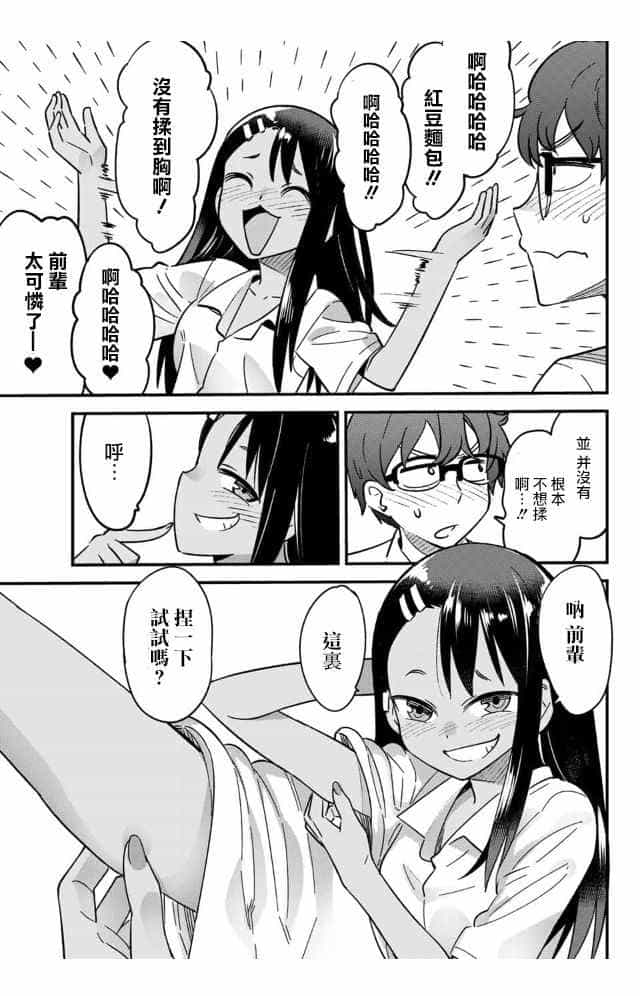 啊哈哈哈哈
紅豆麵包!!
啊哈哈哈哈!!
沒有揉到胸啊!
啊哈哈哈哈♥
前輩
太可憐了—♥
並并沒有
根本
不想揉
啊…!!
呼…
吶前輩
這裏
捏一下
試試嗎?